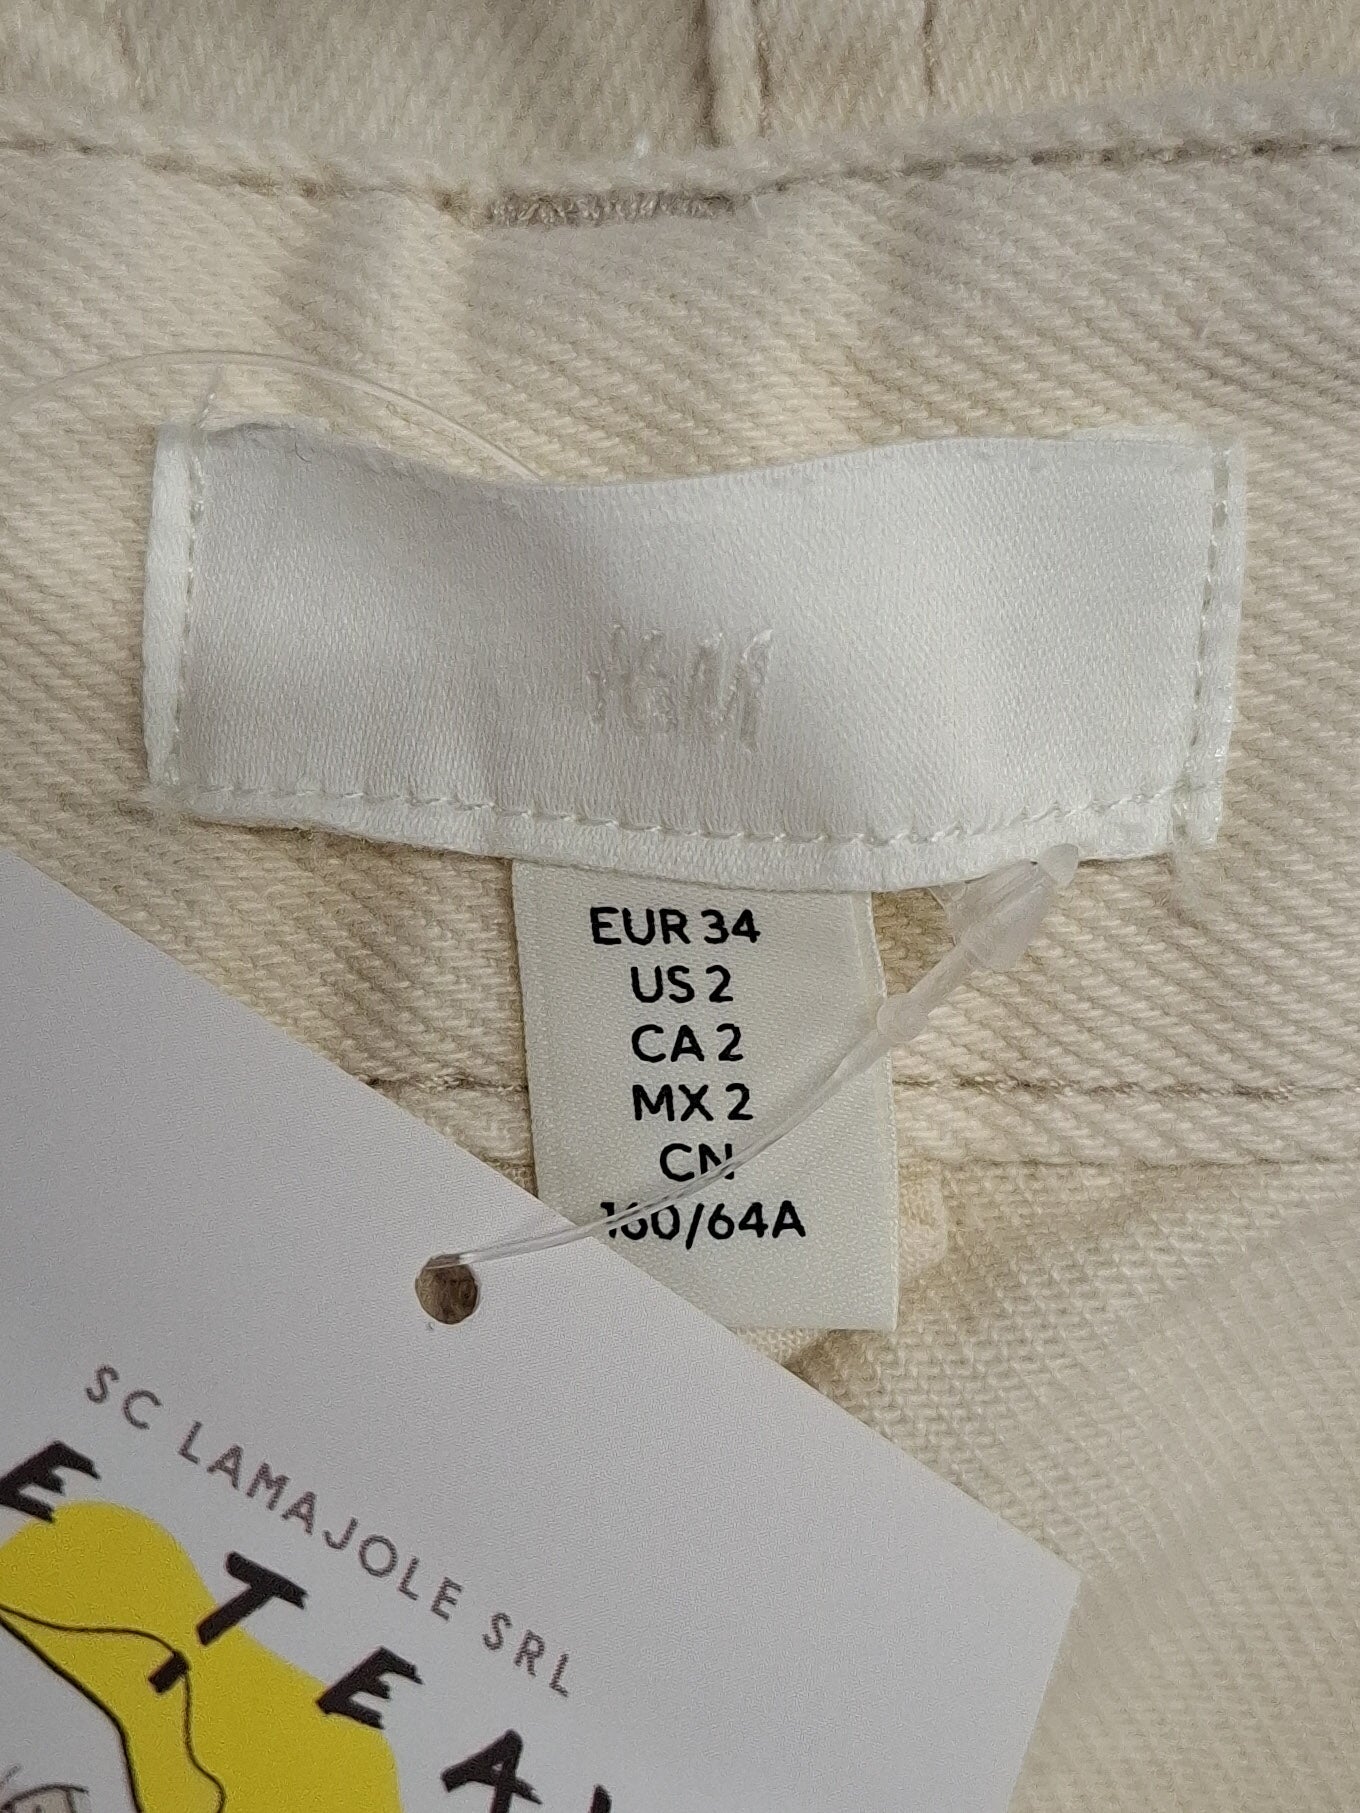 H&M
EUR 34
US 2
CA 2
MX 2
CN
160/64A
SC LAMAJOLE SRL